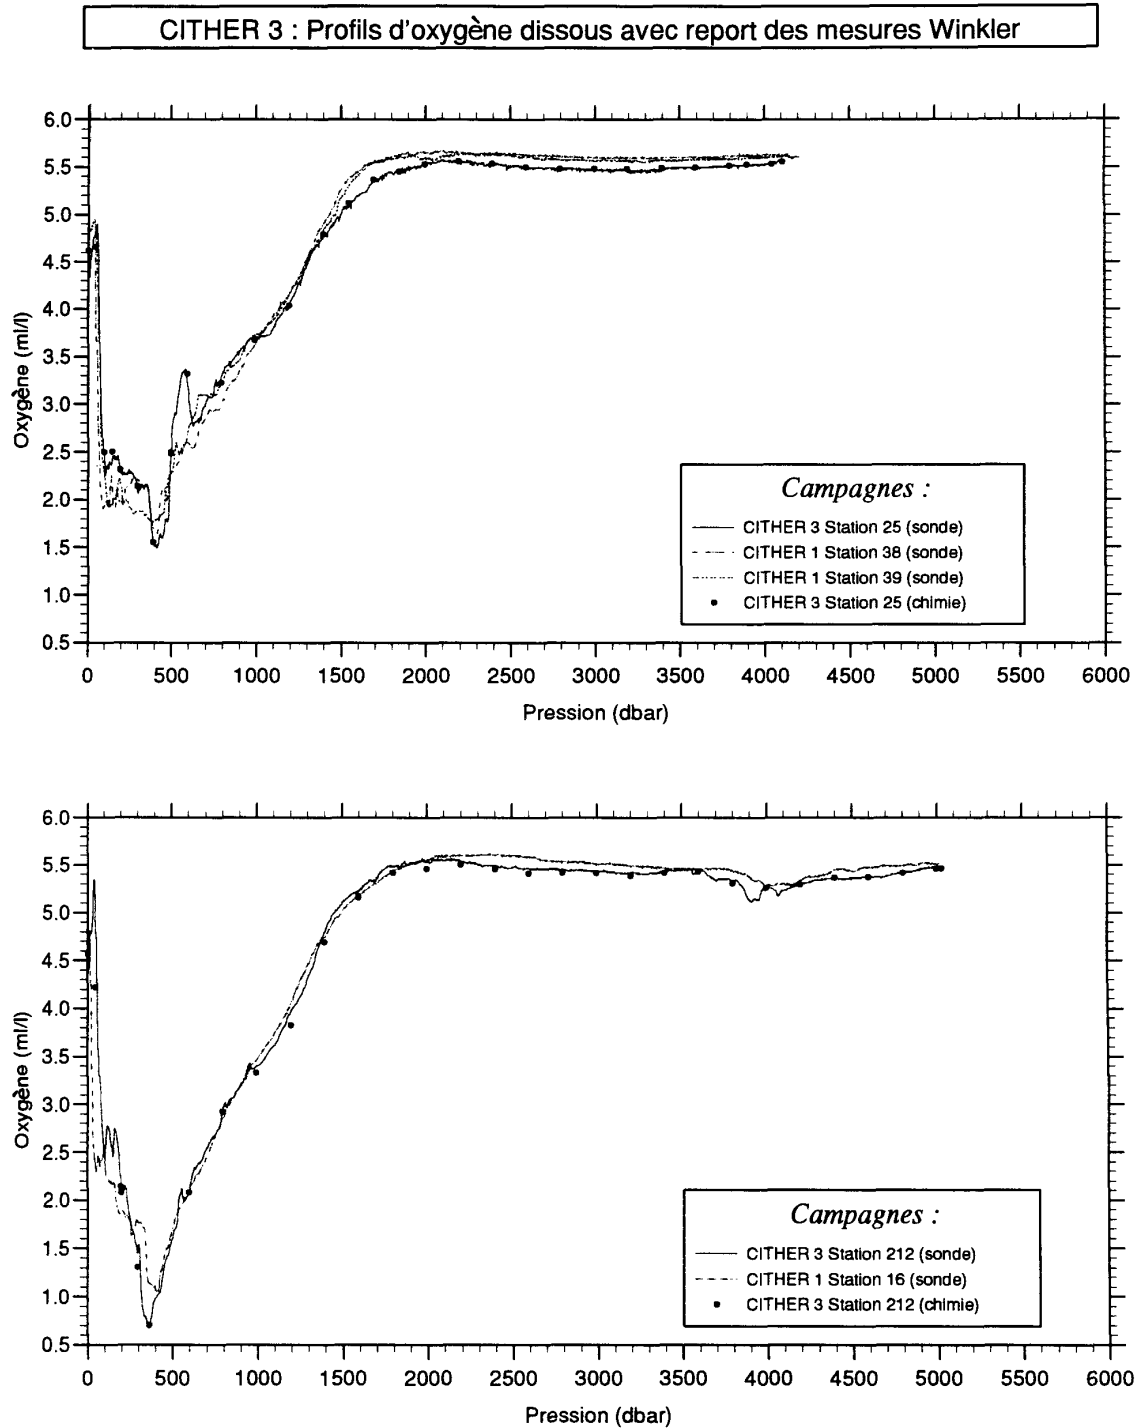 CITHER 3 : Profils d'oxygène dissous avec report des mesures Winkler
6.0
5.5
5.0
4.5
4.0
3.5
3.0
2.5
2.0
1.5
1.0
0.5
Oxygène (ml/l)
Campagnes :
CITHER 3 Station 25 (sonde)
CITHER 1 Station 38 (sonde)
CITHER 1 Station 39 (sonde)
CITHER 3 Station 25 (chimie)
0 500 1000 1500 2000 2500 3000 3500 4000 4500 5000 5500 6000
Pression (dbar)
6.0
5.5
5.0
4.5
4.0
3.5
3.0
2.5
2.0
1.5
1.0
0.5
Oxygène (ml/l)
Campagnes :
CITHER 3 Station 212 (sonde)
CITHER 1 Station 16 (sonde)
CITHER 3 Station 212 (chimie)
0 500 1000 1500 2000 2500 3000 3500 4000 4500 5000 5500 6000
Pression (dbar)